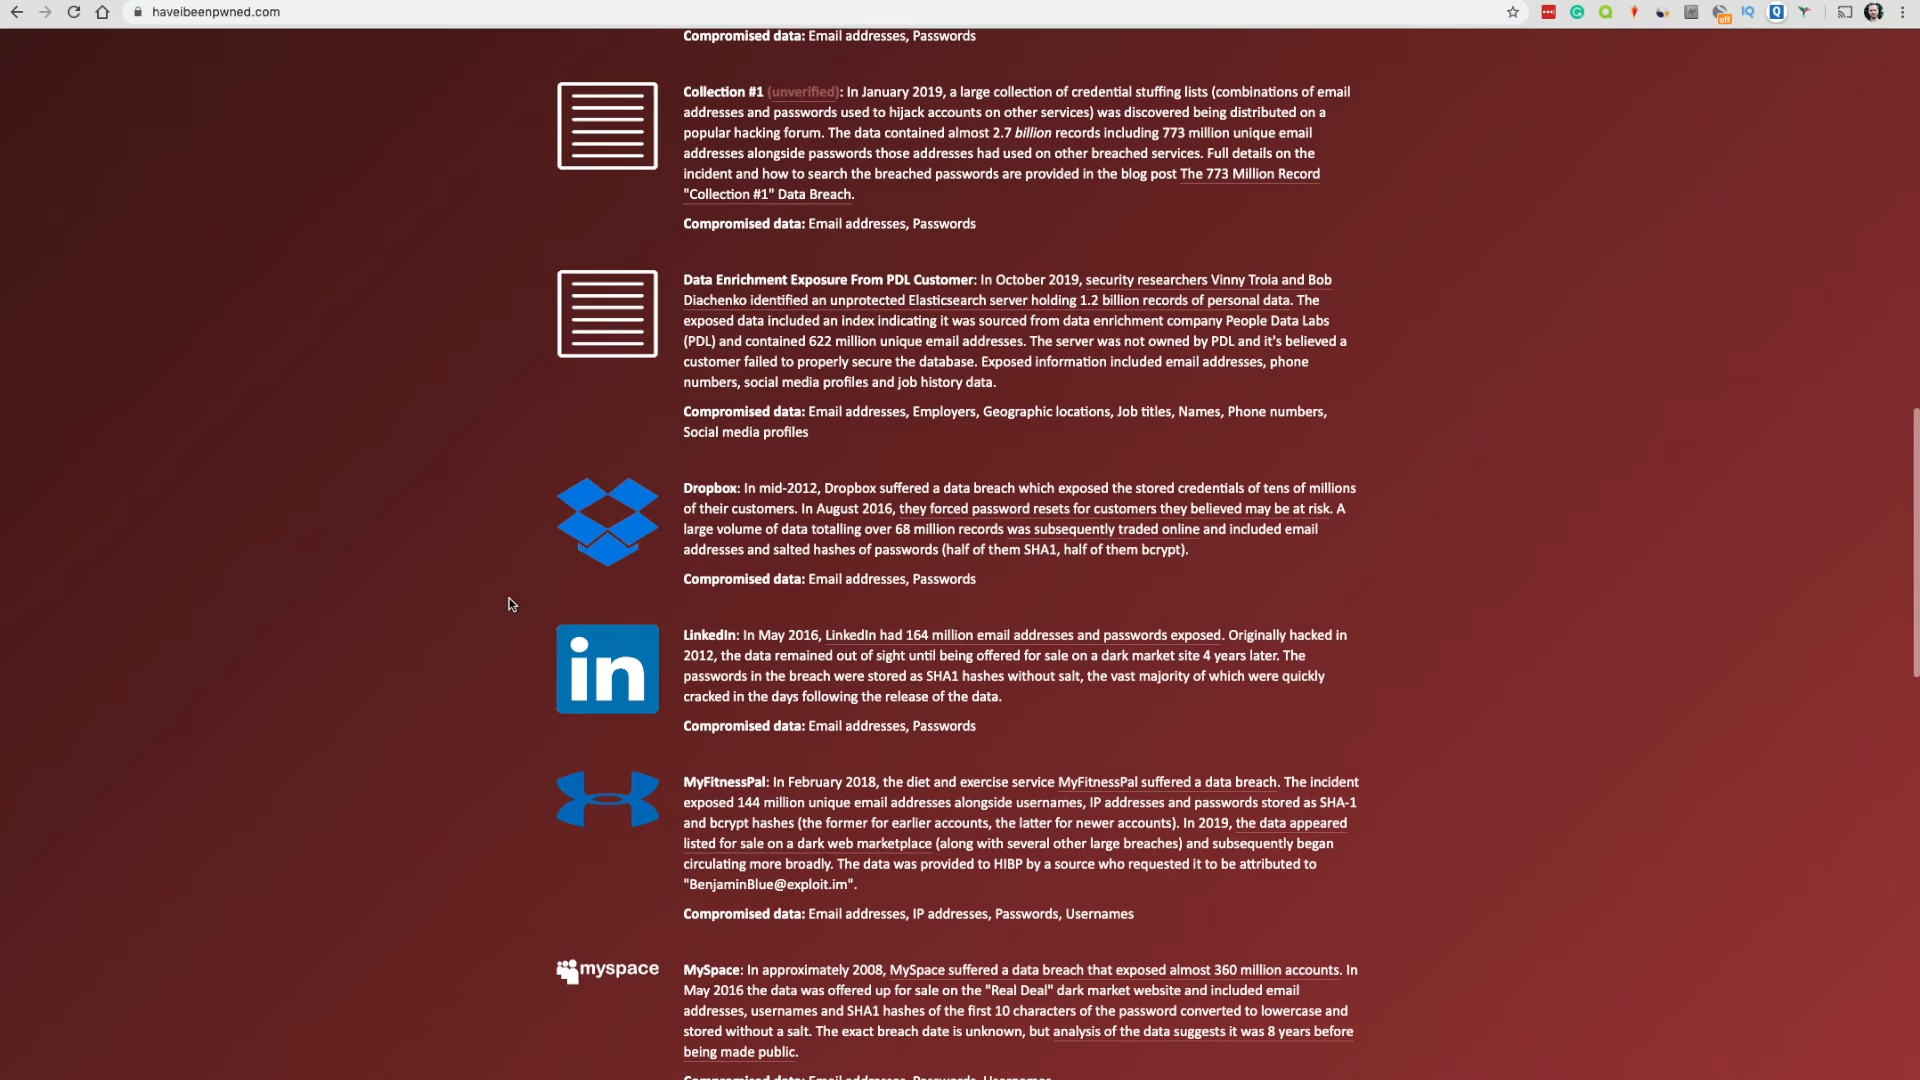 haveibeenpwned.com
off
IQ
Q
Compromised data: Email addresses, Passwords
Collection #1 (unverified): In January 2019, a large collection of credential stuffing lists (combinations of email
addresses and passwords used to hijack accounts on other services) was discovered being distributed on a
popular hacking forum. The data contained almost 2.7 billion records including 773 million unique email
addresses alongside passwords those addresses had used on other breached services. Full details on the
incident and how to search the breached passwords are provided in the blog post The 773 Million Record
"Collection #1" Data Breach.
Compromised data: Email addresses, Passwords
Data Enrichment Exposure From PDL Customer: In October 2019, security researchers Vinny Troia and Bob
Diachenko identified an unprotected Elasticsearch server holding 1.2 billion records of personal data. The
exposed data included an index indicating it was sourced from data enrichment company People Data Labs
(PDL) and contained 622 million unique email addresses. The server was not owned by PDL and it's believed a
customer failed to properly secure the database. Exposed information included email addresses, phone
numbers, social media profiles and job history data.
Compromised data: Email addresses, Employers, Geographic locations, Job titles, Names, Phone numbers,
Social media profiles
Dropbox: In mid-2012, Dropbox suffered a data breach which exposed the stored credentials of tens of millions
of their customers. In August 2016, they forced password resets for customers they believed may be at risk. A
large volume of data totalling over 68 million records was subsequently traded online and included email
addresses and salted hashes of passwords (half of them SHA1, half of them bcrypt).
Compromised data: Email addresses, Passwords
in
LinkedIn: In May 2016, LinkedIn had 164 million email addresses and passwords exposed. Originally hacked in
2012, the data remained out of sight until being offered for sale on a dark market site 4 years later. The
passwords in the breach were stored as SHA1 hashes without salt, the vast majority of which were quickly
cracked in the days following the release of the data.
Compromised data: Email addresses, Passwords
MyFitnessPal: In February 2018, the diet and exercise service MyFitnessPal suffered a data breach. The incident
exposed 144 million unique email addresses alongside usernames, IP addresses and passwords stored as SHA-1
and bcrypt hashes (the former for earlier accounts, the latter for newer accounts). In 2019, the data appeared
listed for sale on a dark web marketplace (along with several other large breaches) and subsequently began
circulating more broadly. The data was provided to HIBP by a source who requested it to be attributed to
"BenjaminBlue@exploit.im".
Compromised data: Email addresses, IP addresses, Passwords, Usernames
myspace
MySpace: In approximately 2008, MySpace suffered a data breach that exposed almost 360 million accounts. In
May 2016 the data was offered up for sale on the "Real Deal" dark market website and included email
addresses, usernames and SHA1 hashes of the first 10 characters of the password converted to lowercase and
stored without a salt. The exact breach date is unknown, but analysis of the data suggests it was 8 years before
being made public.
Compromised data: Email addresses, Passwords, Usernames